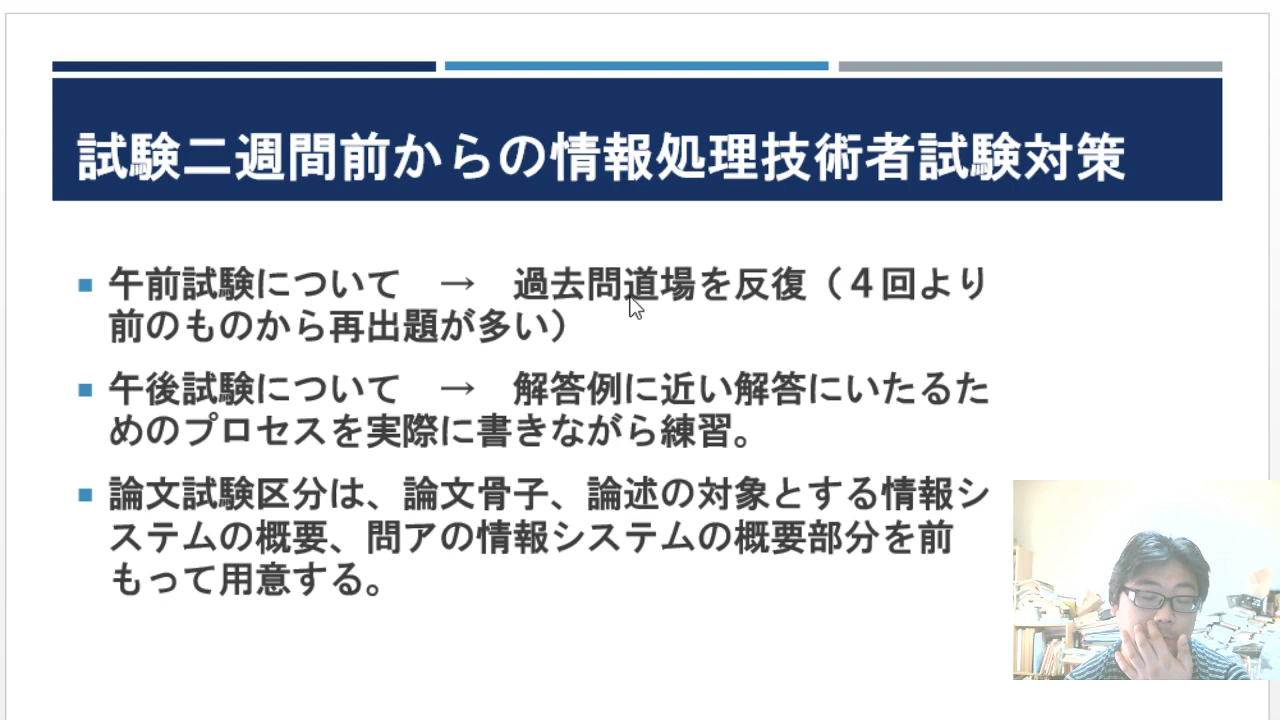 試験二週間前からの情報処理技術者試験対策
午前試験について　→　過去問道場を反復（４回より
前のものから再出題が多い）
午後試験について　→　解答例に近い解答にいたるた
めのプロセスを実際に書きながら練習。
論文試験区分は、論文骨子、論述の対象とする情報シ
ステムの概要、問アの情報システムの概要部分を前
もって用意する。